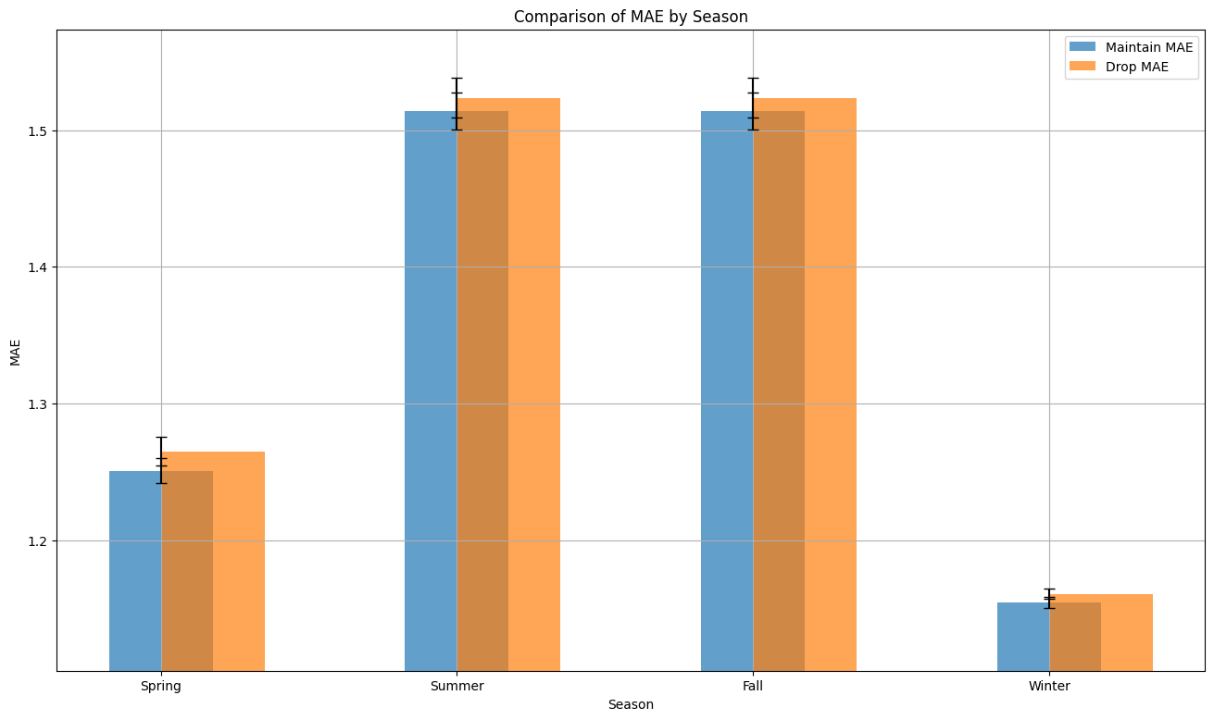 Comparison of MAE by Season
Maintain MAE
Drop MAE
1.5
1.4
1.3
1.2
MAE
Spring
Summer
Fall
Winter
Season